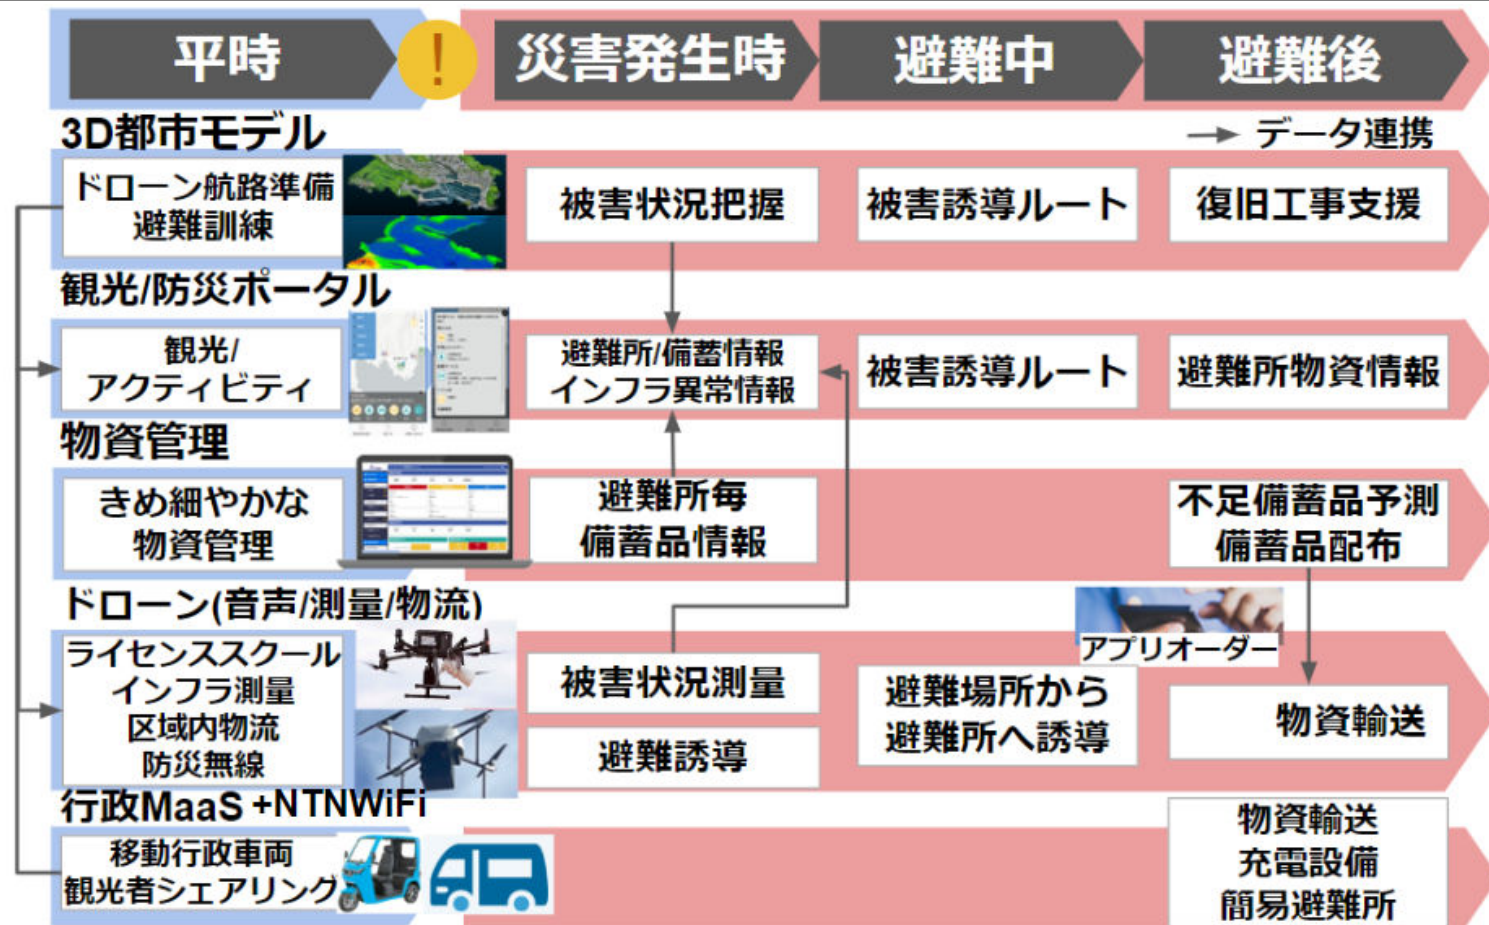 平時
!
災害発生時
避難中
避難後
3D都市モデル
データ連携
ドローン航路準備
避難訓練
被害状況把握
被害誘導ルート
復旧工事支援
観光/防災ポータル
観光/
アクティビティ
避難所/備蓄情報
インフラ異常情報
被害誘導ルート
避難所物資情報
物資管理
きめ細やかな
物資管理
避難所毎
備蓄品情報
不足備蓄品予測
備蓄品配布
ドローン(音声/測量/物流)
ライセンススクール
インフラ測量
区域内物流
防災無線
被害状況測量
避難誘導
避難場所から
避難所へ誘導
アプリオーダー
物資輸送
行政MaaS +NTNWiFi
移動行政車両
観光者シェアリング
物資輸送
充電設備
簡易避難所